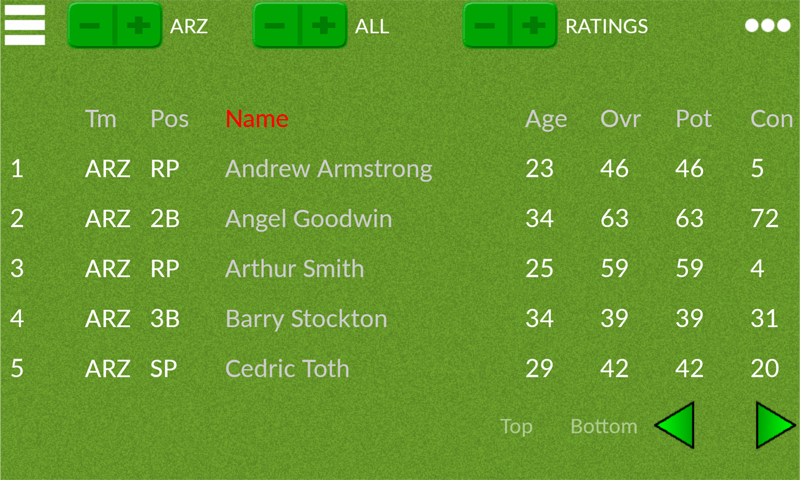 ARZ ALL RATINGS
Tm Pos Name Age Ovr Pot Con
1 ARZ RP Andrew Armstrong 23 46 46 5
2 ARZ 2B Angel Goodwin 34 63 63 72
3 ARZ RP Arthur Smith 25 59 59 4
4 ARZ 3B Barry Stockton 34 39 39 31
5 ARZ SP Cedric Toth 29 42 42 20
Top Bottom